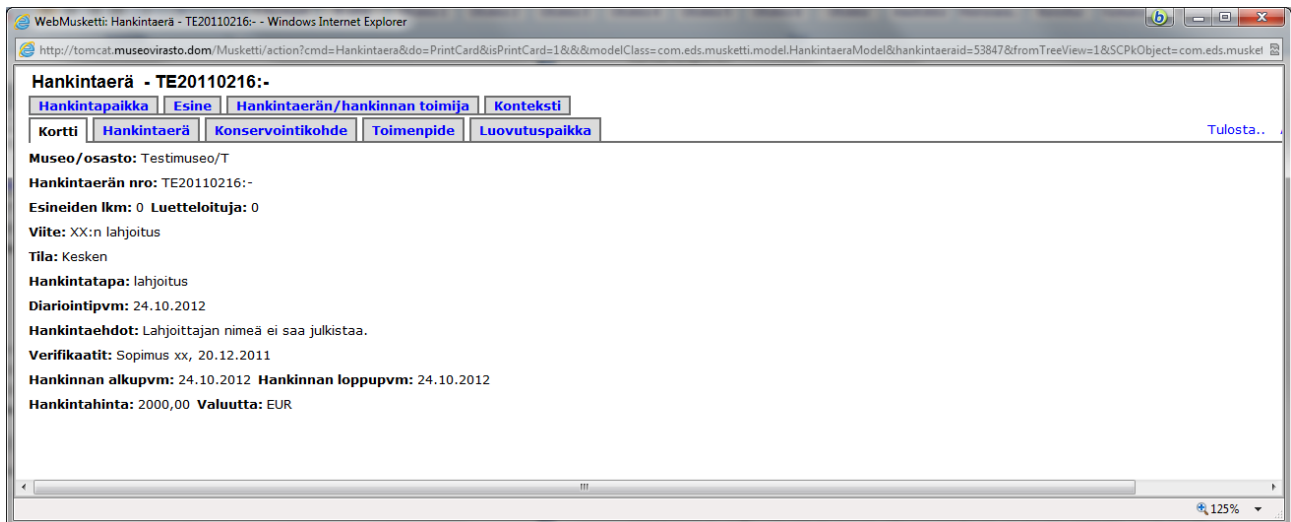 WebMusketti: Hankintaerä - TE20110216:- - Windows Internet Explorer
http://tomcat.museovirasto.dom/Musketti/action?cmd=Hankintaera&do=PrintCard&isPrintCard=1&&&modelClass=com.eds.musketti.model.HankintaeraModel&hankintaeraid=53847&fromTreeView=1&SCPkObject=com.eds.musket
Hankintaerä - TE20110216:-
Hankintapaikka Esine Hankintaerän/hankinnan toimija Konteksti
Kortti Hankintaerä Konservointikohde Toimenpide Luovutuspaikka Tulosta..
Museo/osasto: Testimuseo/T
Hankintaerän nro: TE20110216:-
Esineiden lkm: 0 Luetteloituja: 0
Viite: XX:n lahjoitus
Tila: Kesken
Hankintatapa: lahjoitus
Diariointipvm: 24.10.2012
Hankintaehdot: Lahjoittajan nimeä ei saa julkistaa.
Verifikaatit: Sopimus xx, 20.12.2011
Hankinnan alkupvm: 24.10.2012 Hankinnan loppupvm: 24.10.2012
Hankintahinta: 2000,00 Valuutta: EUR
125%